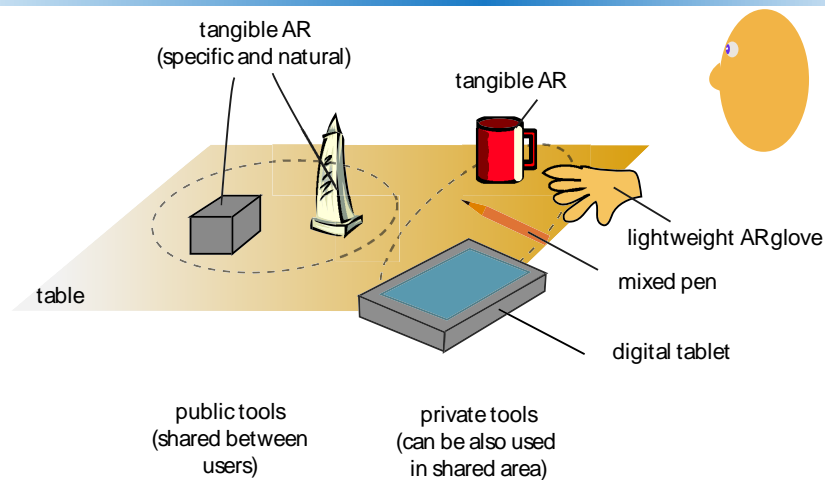 tangible AR
(specific and natural)
tangible AR
lightweight ARglove
mixed pen
table
digital tablet
public tools
(shared between
users)
private tools
(can be also used
in shared area)